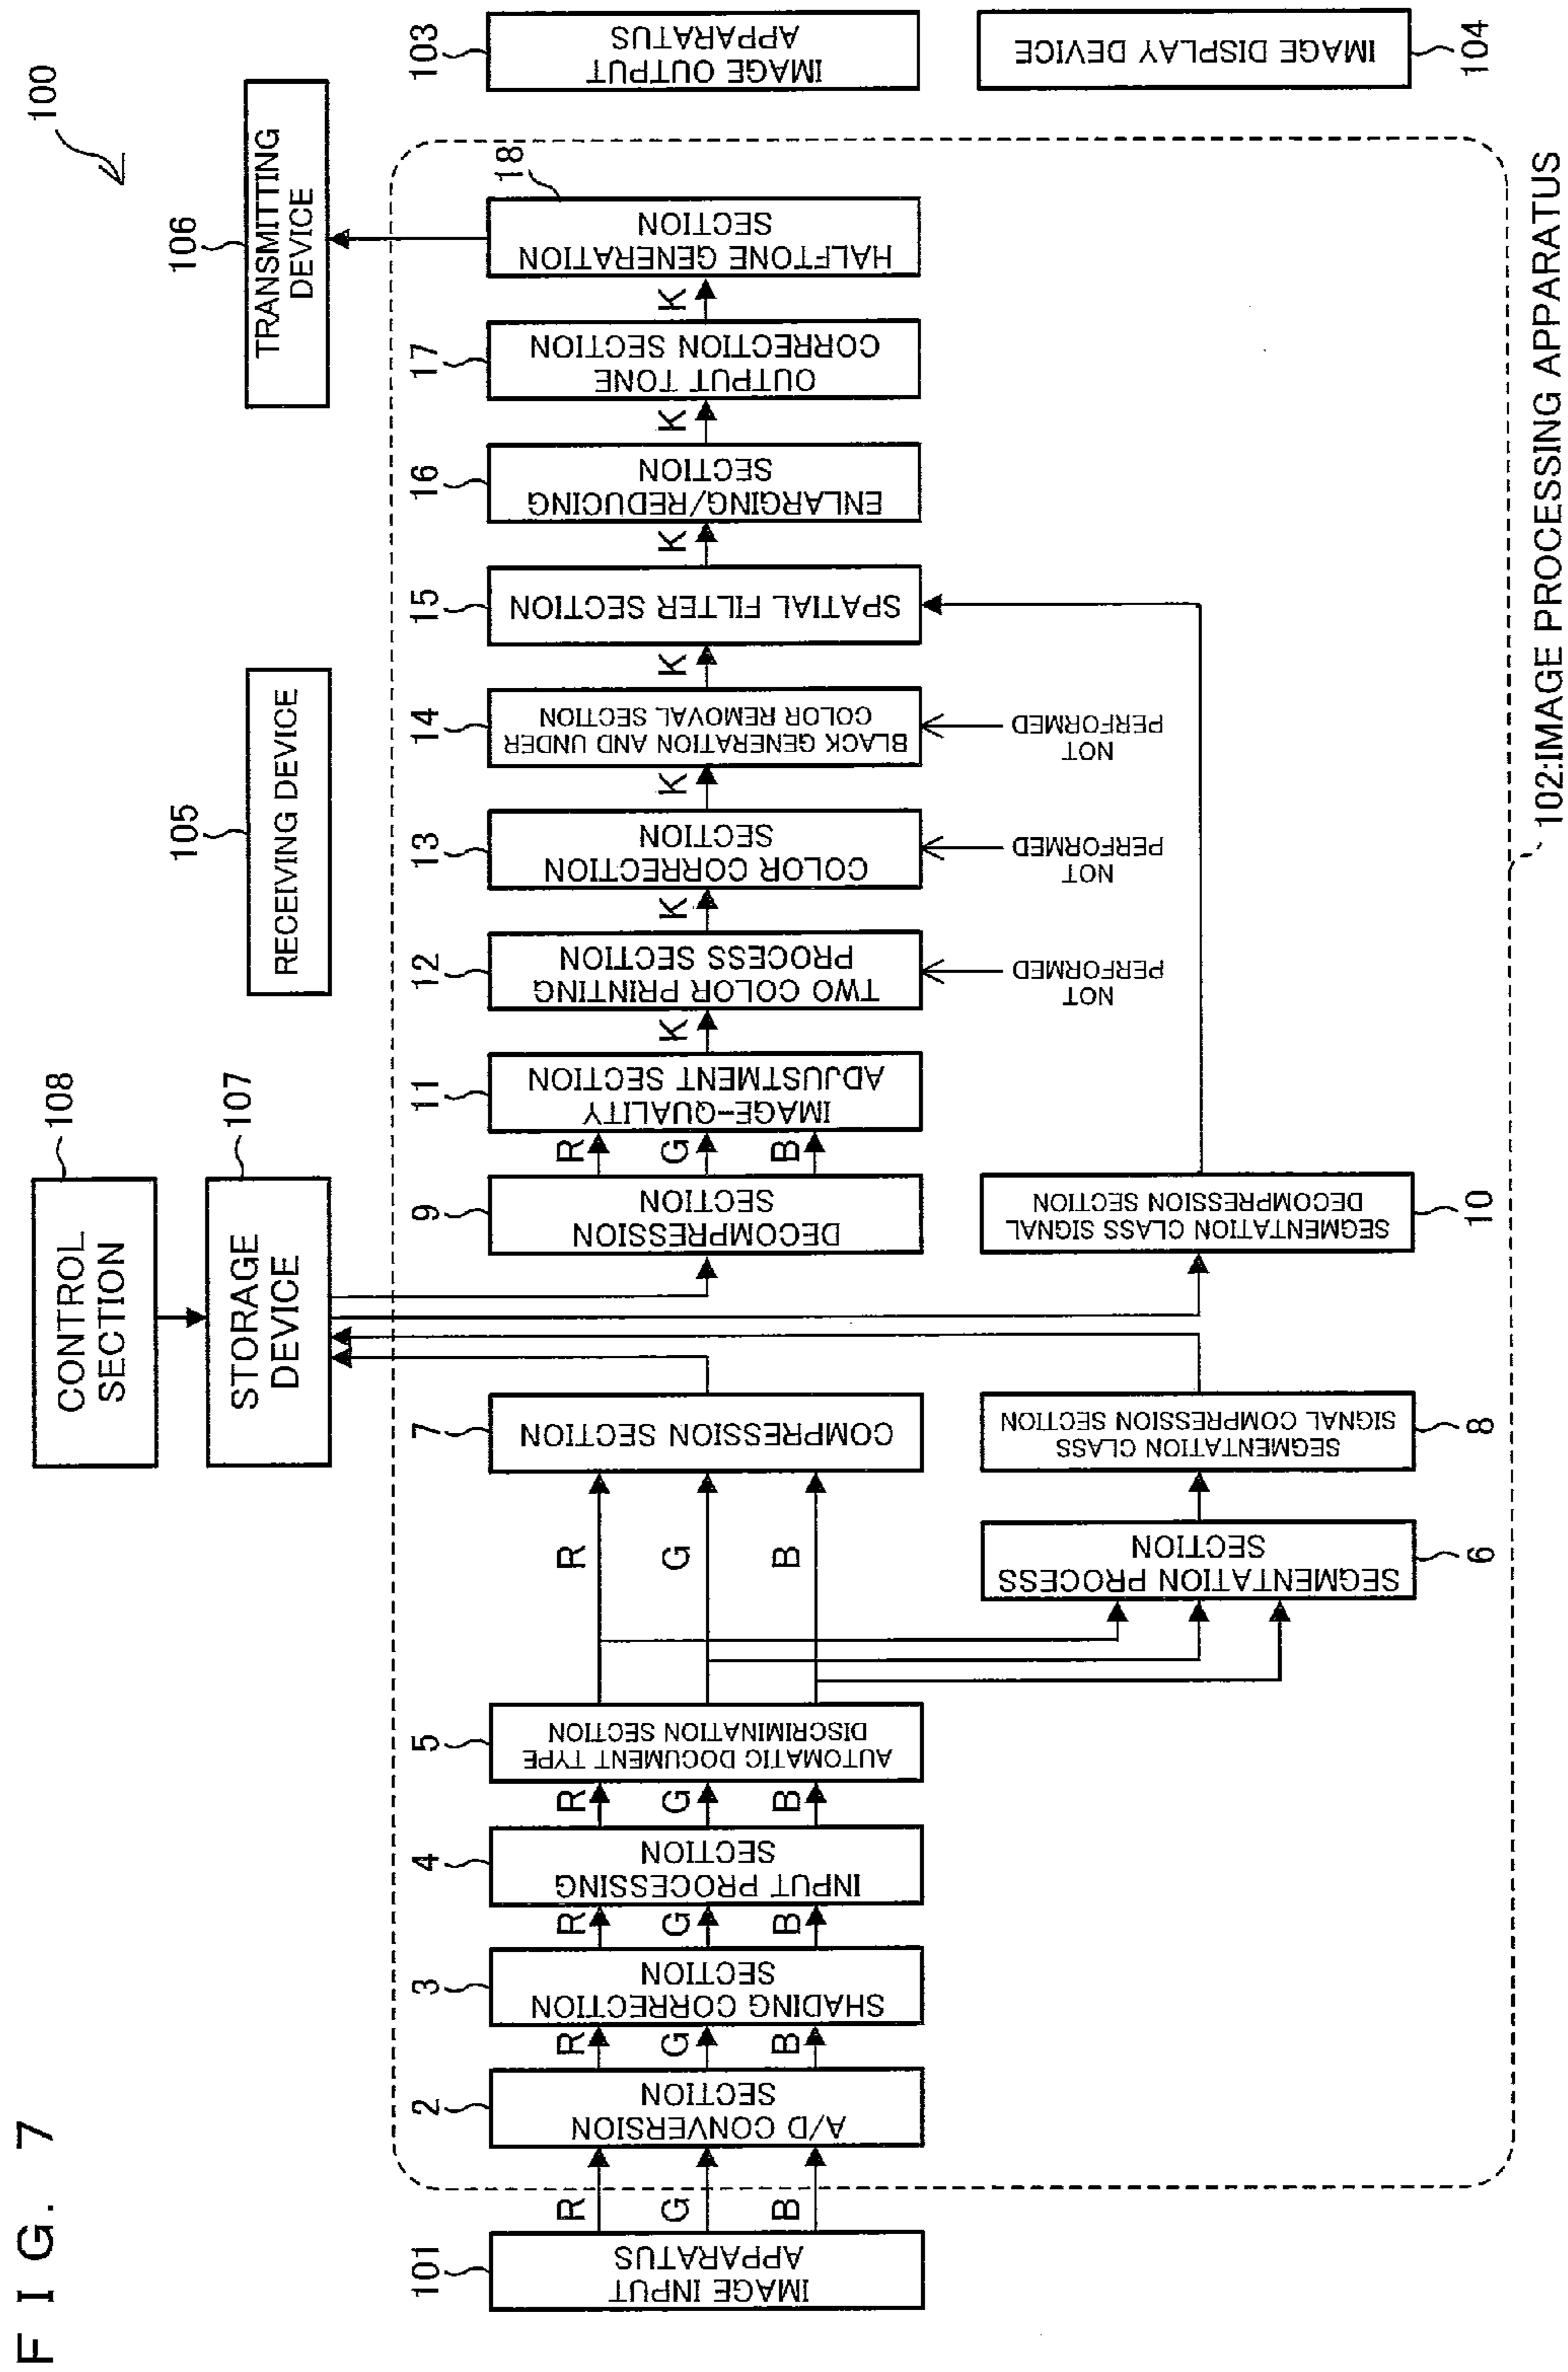 F I G. 7
100
108
CONTROL
SECTION
107
STORAGE
DEVICE
105
RECEIVING DEVICE
106
TRANSMITTING
DEVICE
101
IMAGE INPUT
APPARATUS
R
G
B
2
A/D CONVERSION
SECTION
R
G
B
3
SHADING CORRECTION
SECTION
R
G
B
4
INPUT PROCESSING
SECTION
R
G
B
5
AUTOMATIC DOCUMENT TYPE
DISCRIMINATION SECTION
R
G
B
7
COMPRESSION SECTION
9
DECOMPRESSION
SECTION
R
G
B
11
IMAGE-QUALITY
ADJUSTMENT SECTION
K
12
TWO COLOR PRINTING
PROCESS SECTION
K
13
COLOR CORRECTION
SECTION
K
14
BLACK GENERATION AND UNDER
COLOR REMOVAL SECTION
K
15
SPATIAL FILTER SECTION
K
16
ENLARGING/REDUCING
SECTION
K
17
OUTPUT TONE
CORRECTION SECTION
K
18
HALFTONE GENERATION
SECTION
103
IMAGE OUTPUT
APPARATUS
NOT
PERFORMED
NOT
PERFORMED
NOT
PERFORMED
SEGMENTATION PROCESS
SECTION
6
SEGMENTATION CLASS
SIGNAL COMPRESSION SECTION
8
SEGMENTATION CLASS SIGNAL
DECOMPRESSION SECTION
10
IMAGE DISPLAY DEVICE
104
102:IMAGE PROCESSING APPARATUS